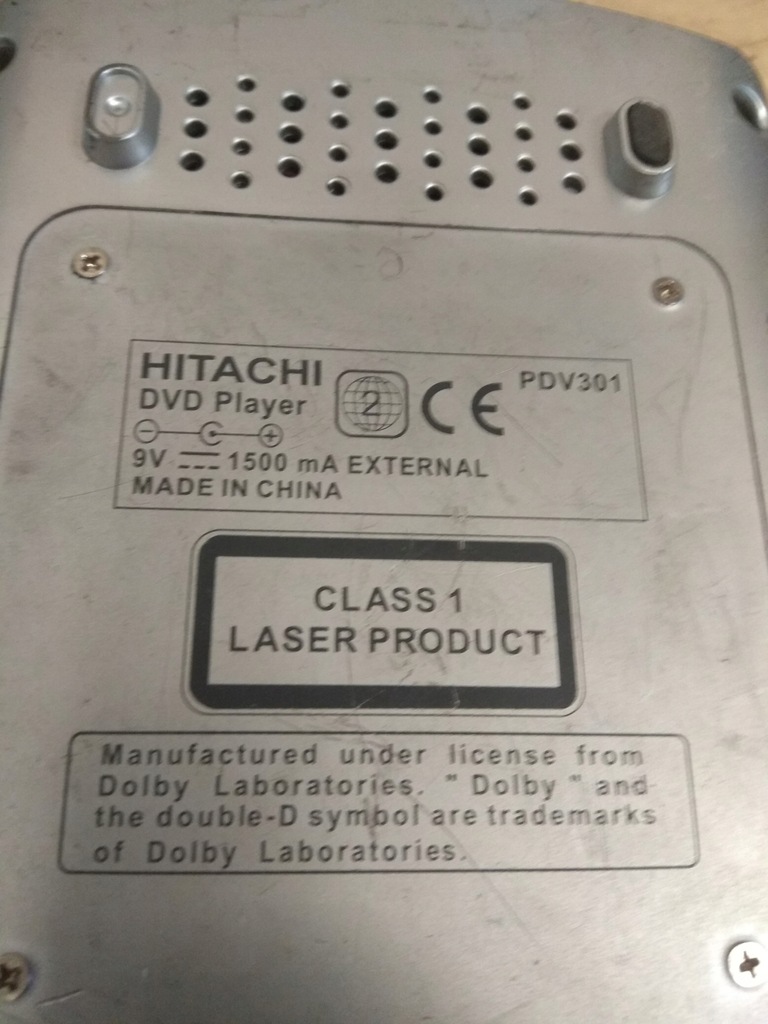 HITACHI
DVD Player
2
CE
PDV301
9V 1500 mA EXTERNAL
MADE IN CHINA
CLASS 1
LASER PRODUCT
Manufactured under license from
Dolby Laboratories. " Dolby " and
the double-D symbol are trademarks
of Dolby Laboratories.